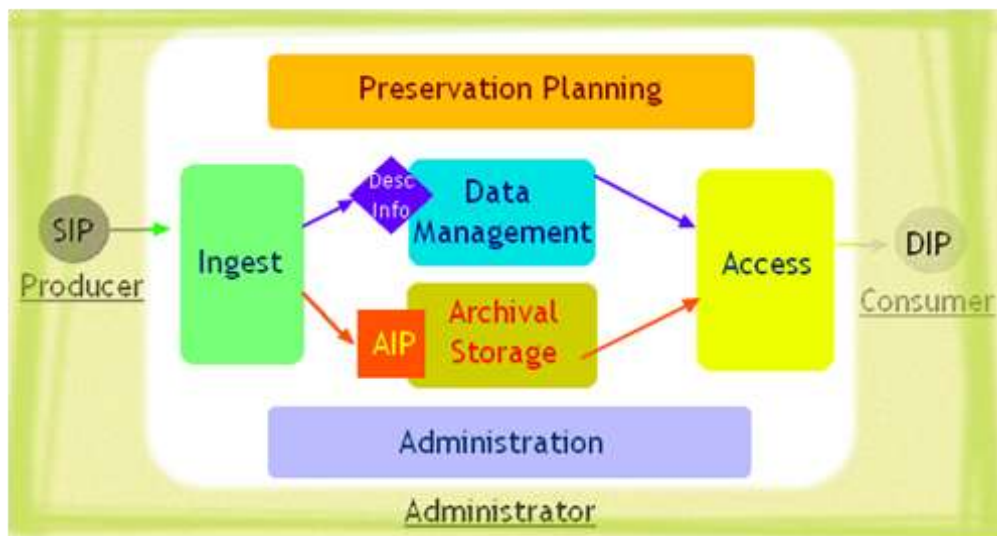 Preservation Planning
SIP
Producer
Ingest
Desc
Info
Data
Management
AIP
Archival
Storage
Access
DIP
Consumer
Administration
Administrator